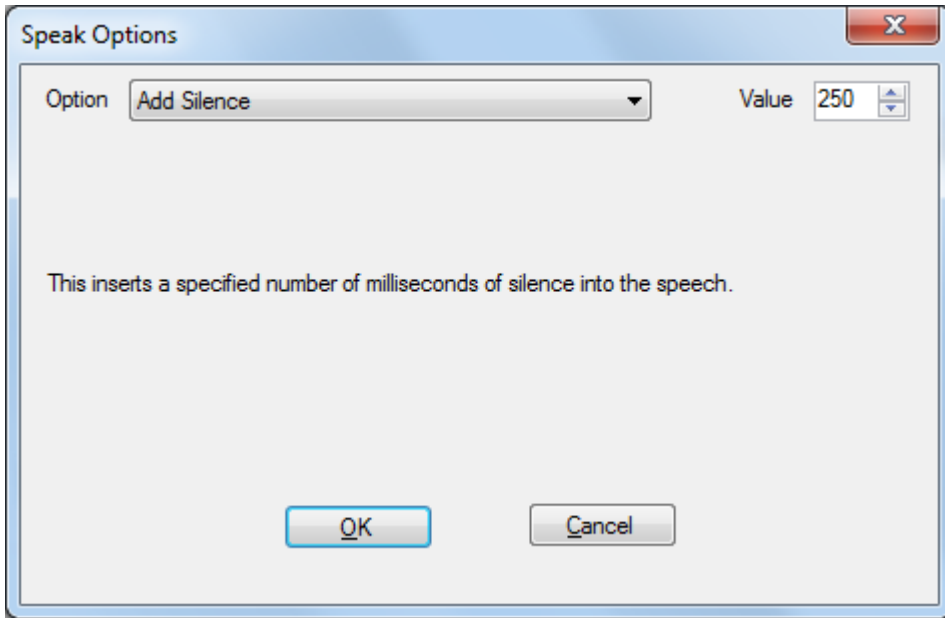 Speak Options
Option Add Silence Value 250
This inserts a specified number of milliseconds of silence into the speech.
OK Cancel